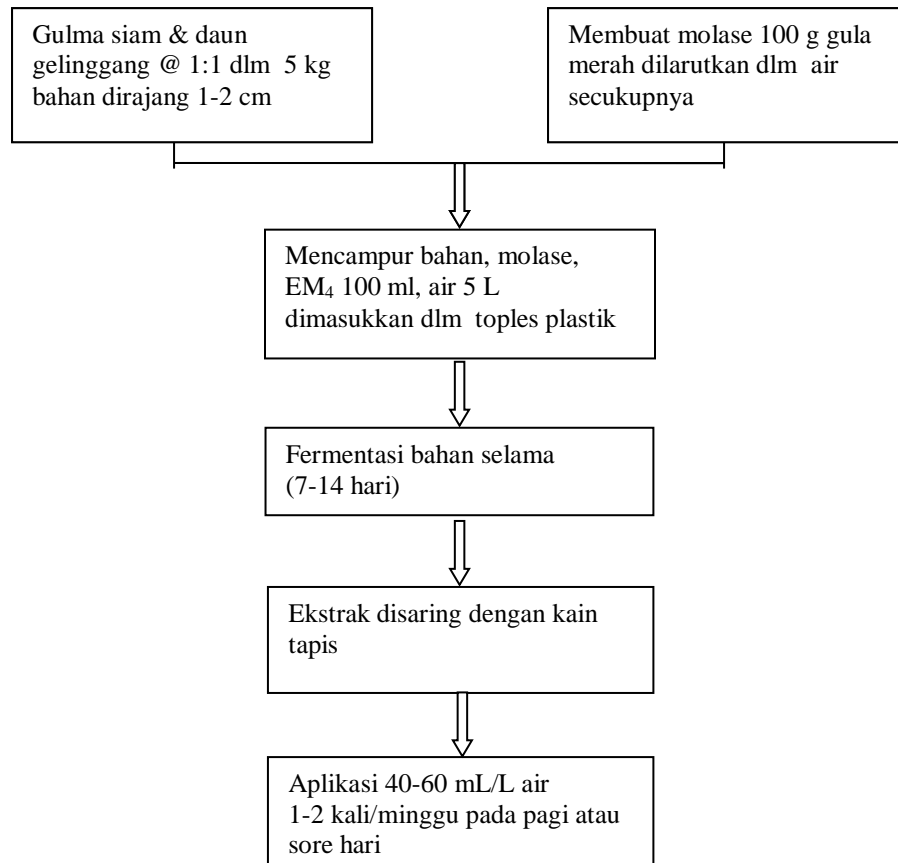 Gulma siam & daun
gelinggang @ 1:1 dlm 5 kg
bahan dirajang 1-2 cm
Membuat molase 100 g gula
merah dilarutkan dlm air
secukupnya
Mencampur bahan, molase,
EM₄ 100 ml, air 5 L
dimasukkan dlm toples plastik
Fermentasi bahan selama
(7-14 hari)
Ekstrak disaring dengan kain
tapis
Aplikasi 40-60 mL/L air
1-2 kali/minggu pada pagi atau
sore hari